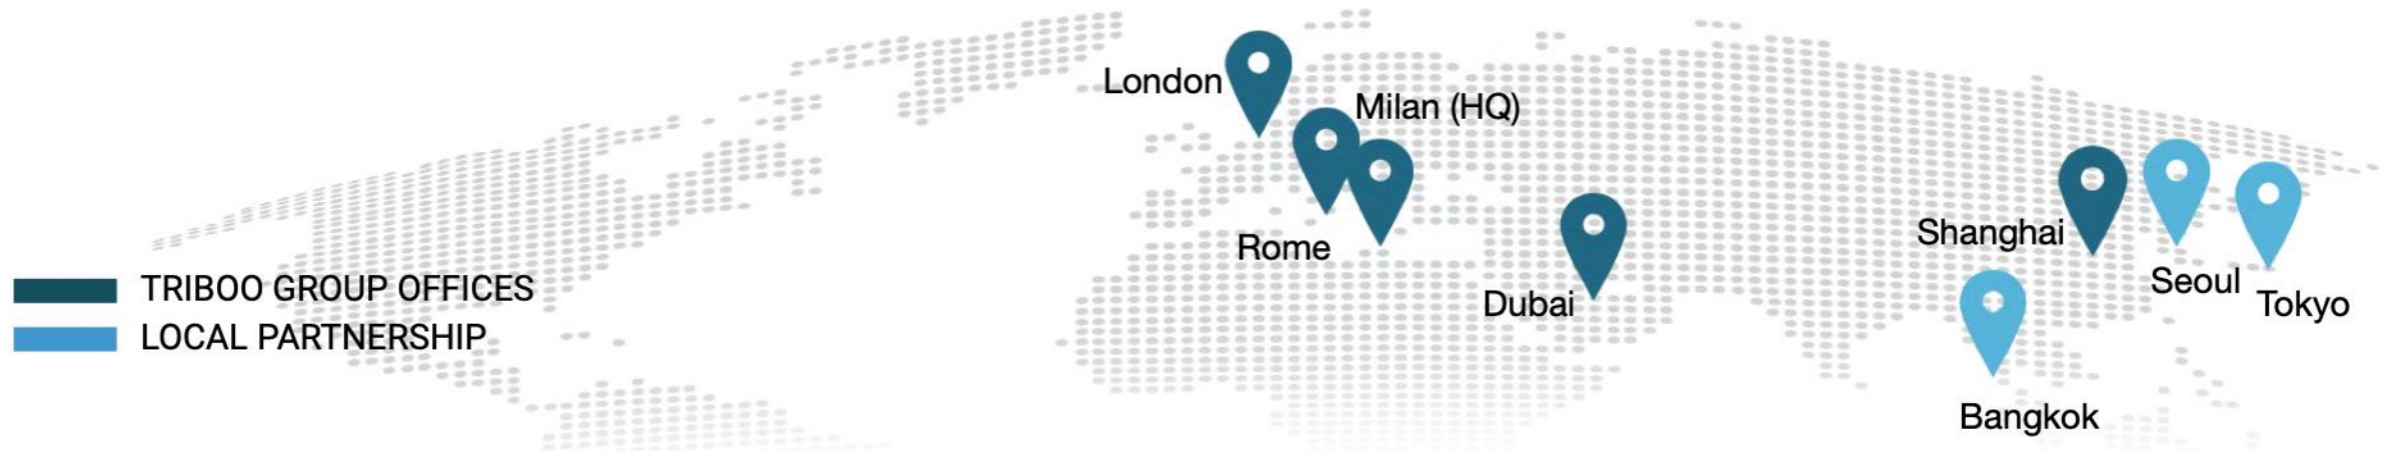 London
Milan (HQ)
Rome
Dubai
Shanghai
Seoul
Tokyo
Bangkok
TRIBOO GROUP OFFICES
LOCAL PARTNERSHIP